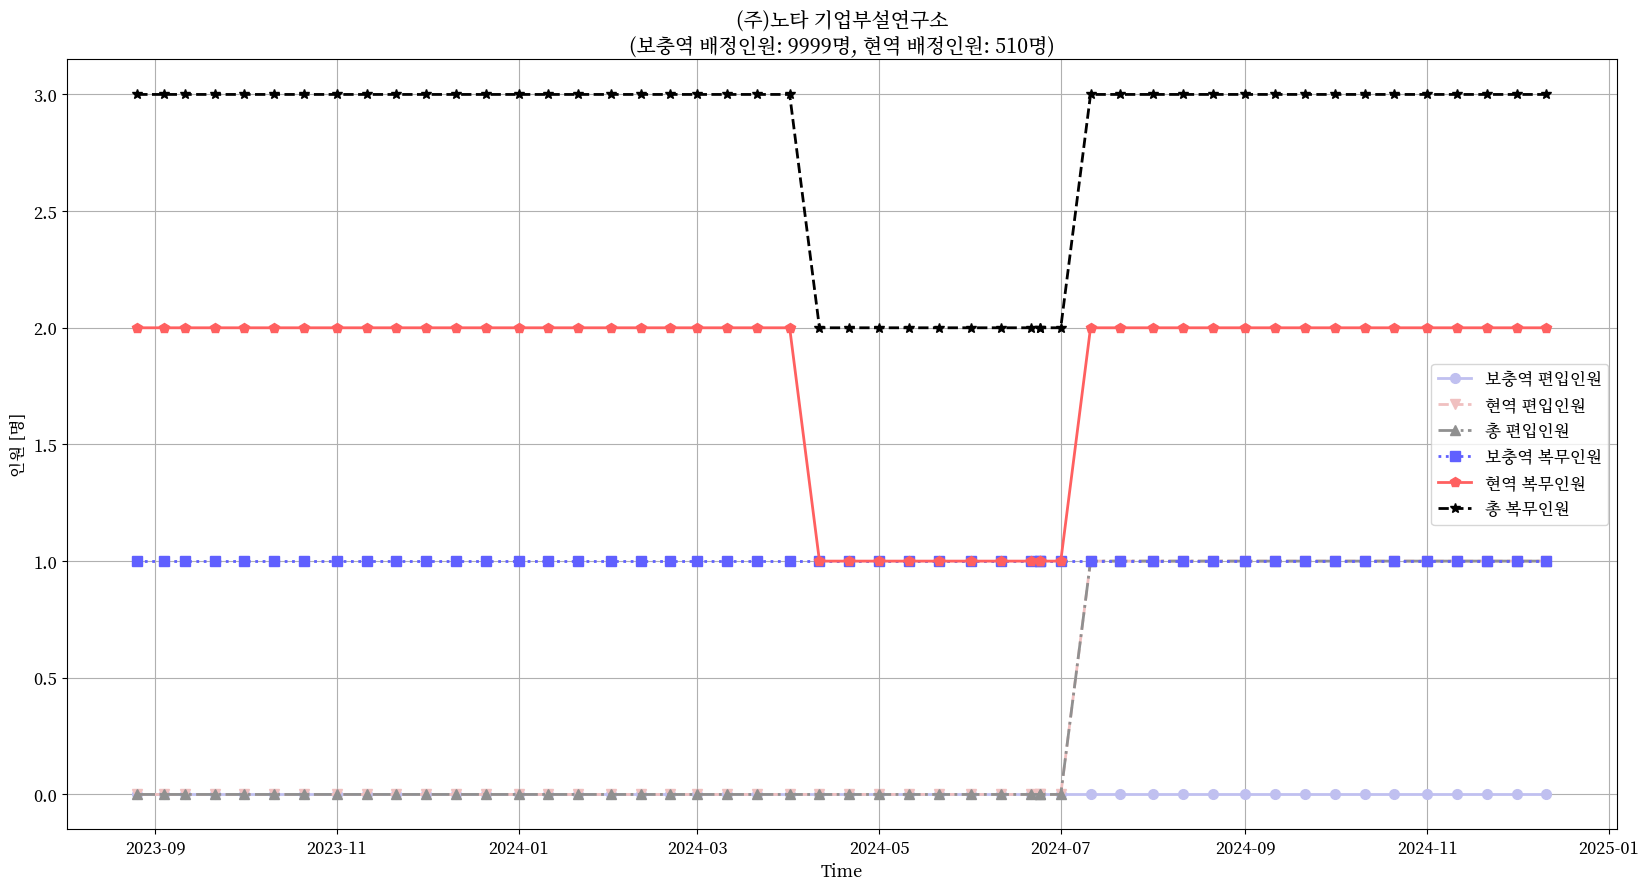 (주)노타 기업부설연구소
(보충역 배정인원: 9999명, 현역 배정인원: 510명)
인원 [명]
3.0
2.5
2.0
1.5
1.0
0.5
0.0
보충역 편입인원
현역 편입인원
총 편입인원
보충역 복무인원
현역 복무인원
총 복무인원
2023-09 2023-11 2024-01 2024-03 2024-05 2024-07 2024-09 2024-11 2025-01
Time